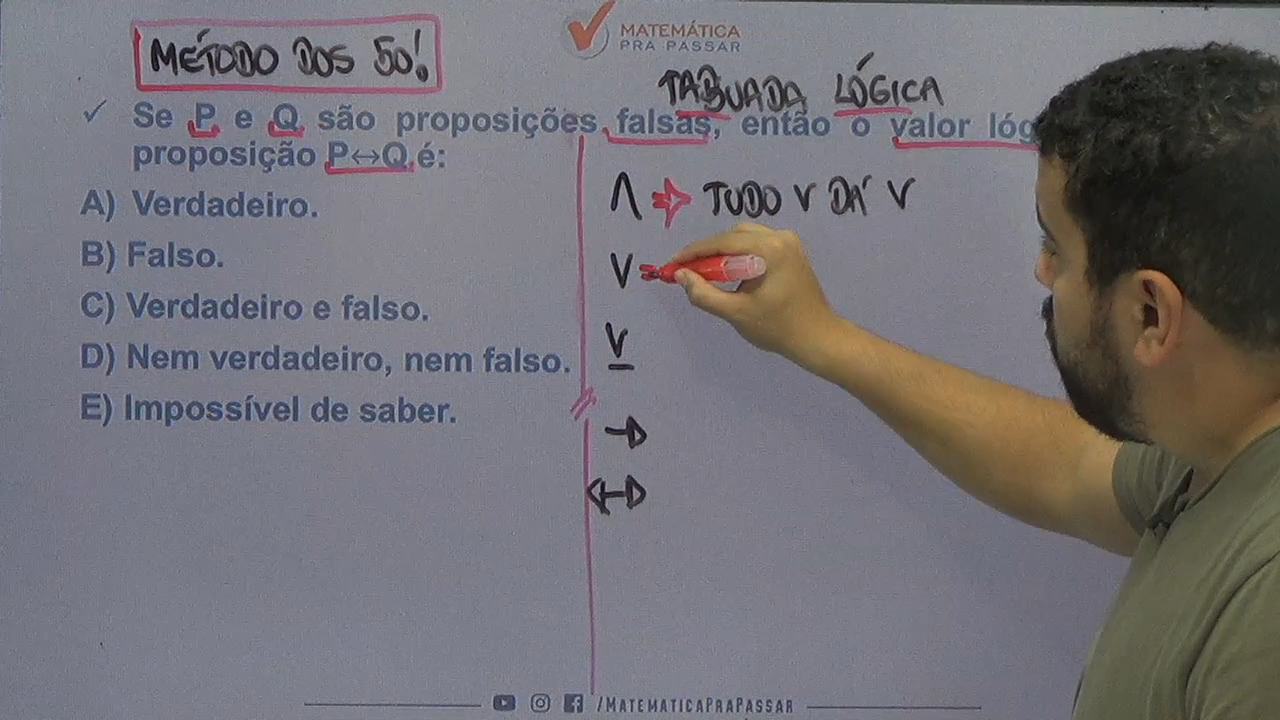 MÉTODO DOS 50!
MATEMÁTICA
PRA PASSAR
TABUADA LÓGICA
✓ Se P e Q são proposições falsas, então o valor lóg
proposição P↔Q é:
A) Verdadeiro.
B) Falso.
C) Verdadeiro e falso.
D) Nem verdadeiro, nem falso.
E) Impossível de saber.
Λ ⇒ TUDO V DÁ V
V
V
→
↔
/MATEMATICAPRAPASSAR